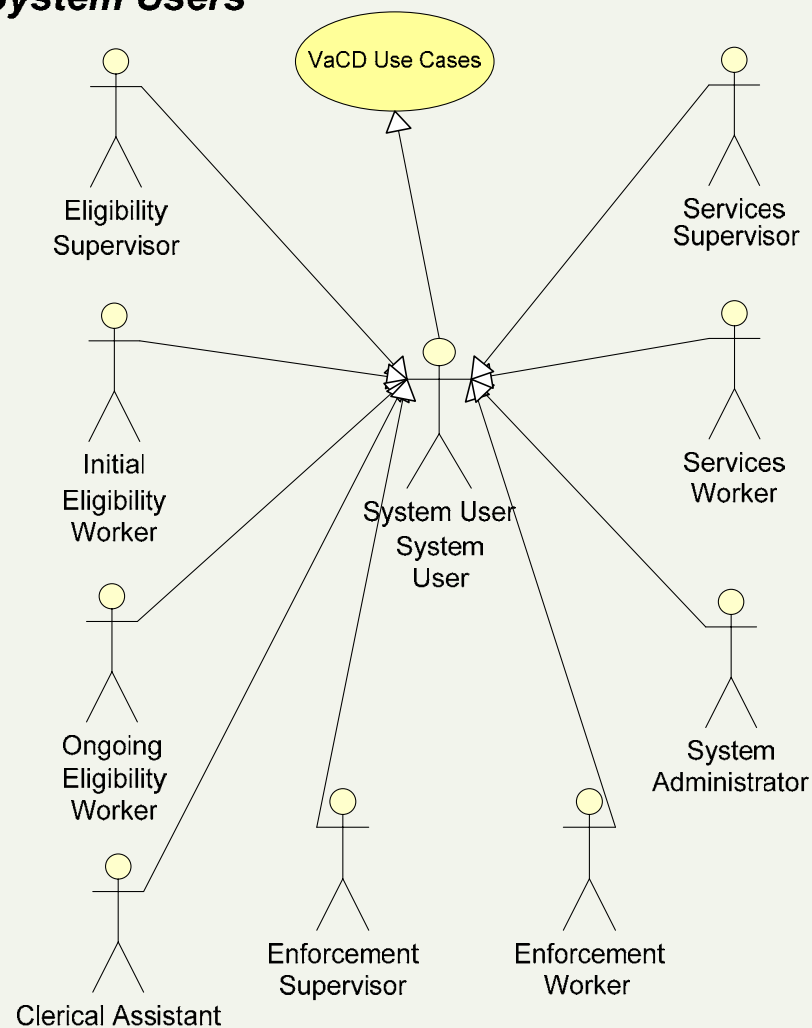 System Users
VaCD Use Cases
Eligibility
Supervisor
Services
Supervisor
Initial
Eligibility
Worker
Services
Worker
System User
System
User
Ongoing
Eligibility
Worker
System
Administrator
Enforcement
Supervisor
Enforcement
Worker
Clerical Assistant